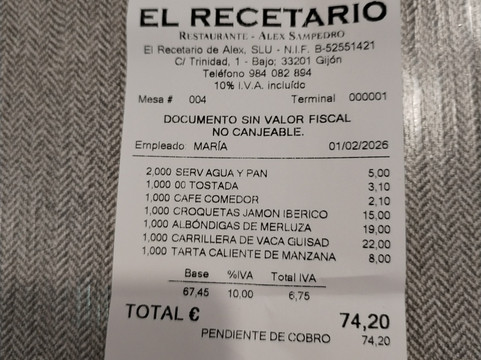 EL RECETARIO
RESTAURANTE - ALEX SAMPEDRO
El Recetario de Alex, SLU - N.I.F. B-52551421
C/ Trinidad, 1 - Bajo; 33201 Gijón
Teléfono 984 082 894
10% I.V.A. incluído
Mesa # 004 Terminal 000001
DOCUMENTO SIN VALOR FISCAL
NO CANJEABLE.
Empleado MARÍA 01/02/2026
2,000 SERV AGUA Y PAN 5,00
1,000 00 TOSTADA 3,10
1,000 CAFE COMEDOR 2,10
1,000 CROQUETAS JAMON IBERICO 15,00
1,000 ALBÓNDIGAS DE MERLUZA 19,00
1,000 CARRILLERA DE VACA GUISAD 22,00
1,000 TARTA CALIENTE DE MANZANA 8,00
Base %IVA Total IVA
67,45 10,00 6,75
TOTAL € 74,20
PENDIENTE DE COBRO 74,20